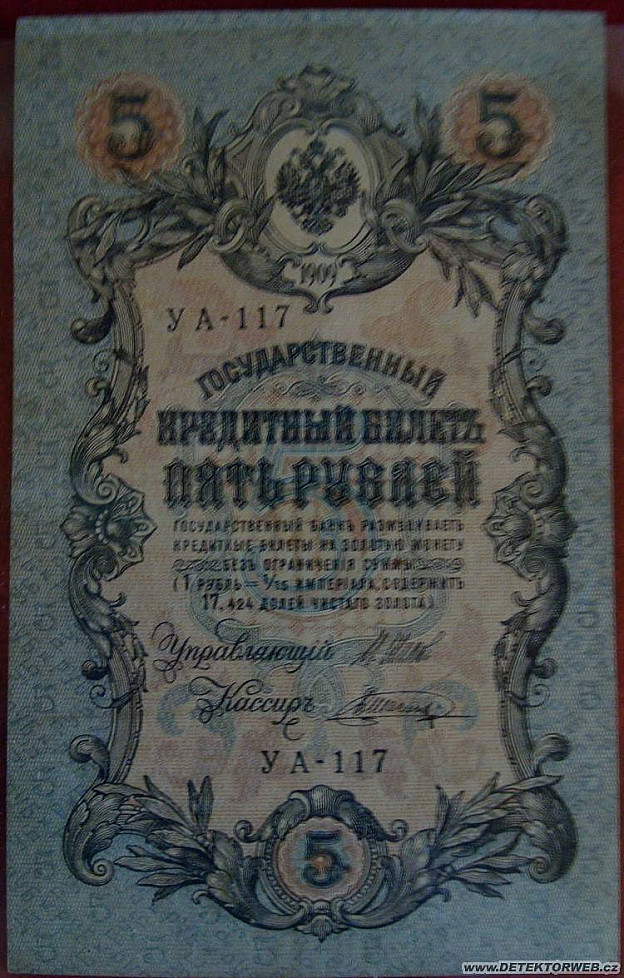 5 5
1909
УА-117
ГОСУДАРСТВЕННЫЙ
КРЕДИТНЫЙ БИЛЕТЪ
ПЯТЬ РУБЛЕЙ
ГОСУДАРСТВЕННЫЙ БАНКЪ РАЗМѢНИВАЕТЪ
КРЕДИТНЫЕ БИЛЕТЫ НА ЗОЛОТУЮ МОНЕТУ
БЕЗЪ ОГРАНИЧЕНІЯ СУММЫ
(1 РУБЛЬ = 1/15 ИМПЕРІАЛА, СОДЕРЖИТЪ
17,424 ДОЛЕЙ ЧИСТАГО ЗОЛОТА)
Управляющій
Кассиръ
УА-117
5
WWW.DETEKTORWEB.CZ